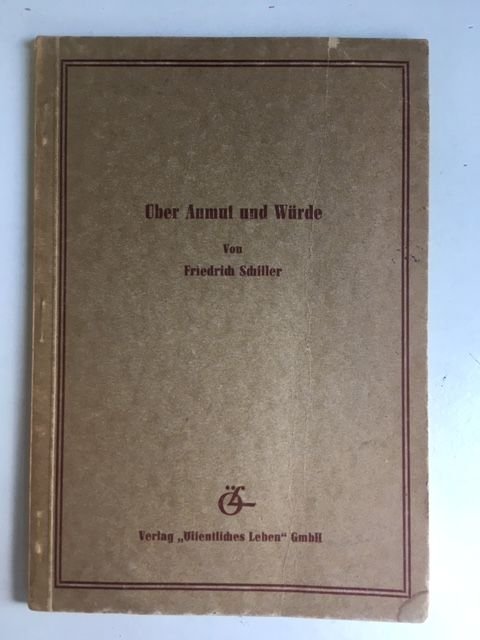 Über Anmut und Würde
Von
Friedrich Schiller
Verlag „Öffentliches Leben“ GmbH